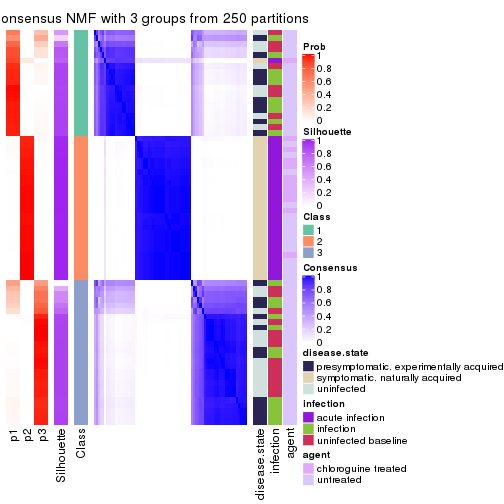 onsensus NMF with 3 groups from 250 partitions
Prob
1
0.8
0.6
0.4
0.2
0
Silhouette
1
0.8
0.6
0.4
0.2
0
Class
1
2
3
Consensus
1
0.8
0.6
0.4
0.2
0
disease.state
presymptomatic. experimentally acquired
symptomatic. naturally acquired
uninfected
infection
acute infection
infection
uninfected baseline
agent
chloroguine treated
untreated
p1
p2
p3
Silhouette
Class
disease.state
infection
agent